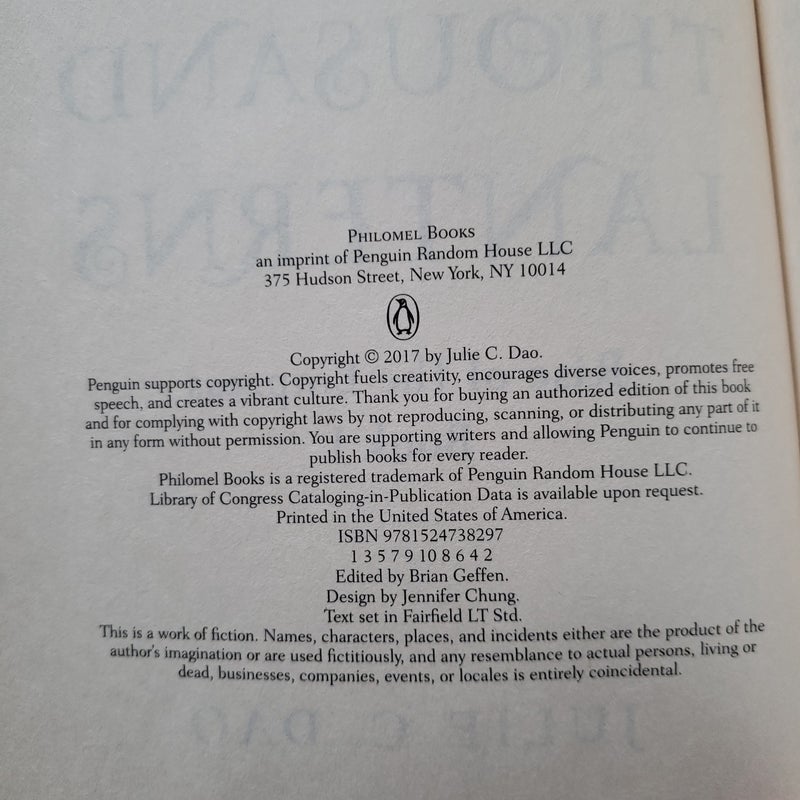 THOUSAND
LANTERNS
PHILOMEL BOOKS
an imprint of Penguin Random House LLC
375 Hudson Street, New York, NY 10014
Copyright © 2017 by Julie C. Dao.
Penguin supports copyright. Copyright fuels creativity, encourages diverse voices, promotes free
speech, and creates a vibrant culture. Thank you for buying an authorized edition of this book
and for complying with copyright laws by not reproducing, scanning, or distributing any part of it
in any form without permission. You are supporting writers and allowing Penguin to continue to
publish books for every reader.
Philomel Books is a registered trademark of Penguin Random House LLC.
Library of Congress Cataloging-in-Publication Data is available upon request.
Printed in the United States of America.
ISBN 9781524738297
1 3 5 7 9 10 8 6 4 2
Edited by Brian Geffen.
Design by Jennifer Chung.
Text set in Fairfield LT Std.
This is a work of fiction. Names, characters, places, and incidents either are the product of the
author's imagination or are used fictitiously, and any resemblance to actual persons, living or
dead, businesses, companies, events, or locales is entirely coincidental.
JULIE C. DAO